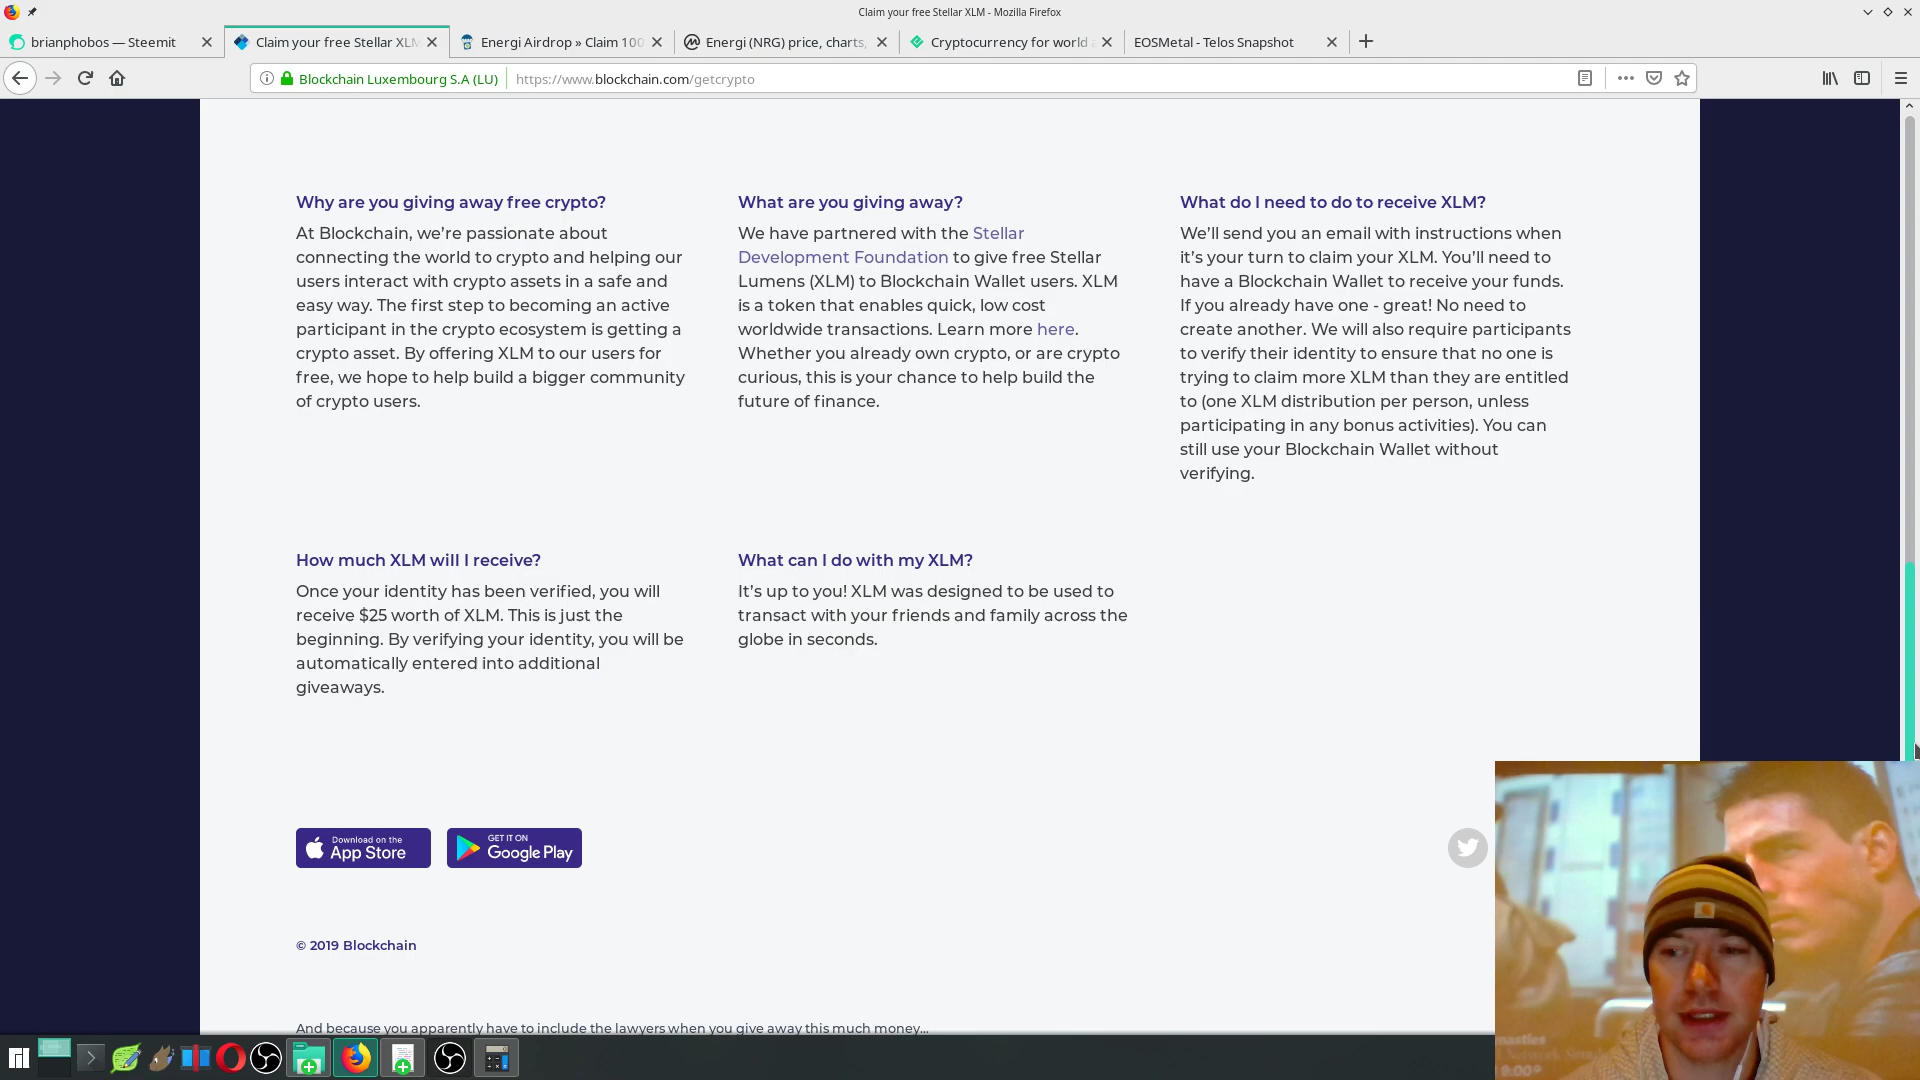 Claim your free Stellar XLM - Mozilla Firefox
brianphobos — Steemit
Claim your free Stellar XLM
Energi Airdrop » Claim 100
Energi (NRG) price, charts,
Cryptocurrency for world
EOSMetal - Telos Snapshot
Blockchain Luxembourg S.A (LU)
https://www.blockchain.com/getcrypto
Why are you giving away free crypto?
At Blockchain, we’re passionate about
connecting the world to crypto and helping our
users interact with crypto assets in a safe and
easy way. The first step to becoming an active
participant in the crypto ecosystem is getting a
crypto asset. By offering XLM to our users for
free, we hope to help build a bigger community
of crypto users.
What are you giving away?
We have partnered with the Stellar
Development Foundation to give free Stellar
Lumens (XLM) to Blockchain Wallet users. XLM
is a token that enables quick, low cost
worldwide transactions. Learn more here.
Whether you already own crypto, or are crypto
curious, this is your chance to help build the
future of finance.
What do I need to do to receive XLM?
We’ll send you an email with instructions when
it’s your turn to claim your XLM. You’ll need to
have a Blockchain Wallet to receive your funds.
If you already have one - great! No need to
create another. We will also require participants
to verify their identity to ensure that no one is
trying to claim more XLM than they are entitled
to (one XLM distribution per person, unless
participating in any bonus activities). You can
still use your Blockchain Wallet without
verifying.
How much XLM will I receive?
Once your identity has been verified, you will
receive $25 worth of XLM. This is just the
beginning. By verifying your identity, you will be
automatically entered into additional
giveaways.
What can I do with my XLM?
It’s up to you! XLM was designed to be used to
transact with your friends and family across the
globe in seconds.
Download on the
App Store
GET IT ON
Google Play
© 2019 Blockchain
And because you apparently have to include the lawyers when you give away this much money...